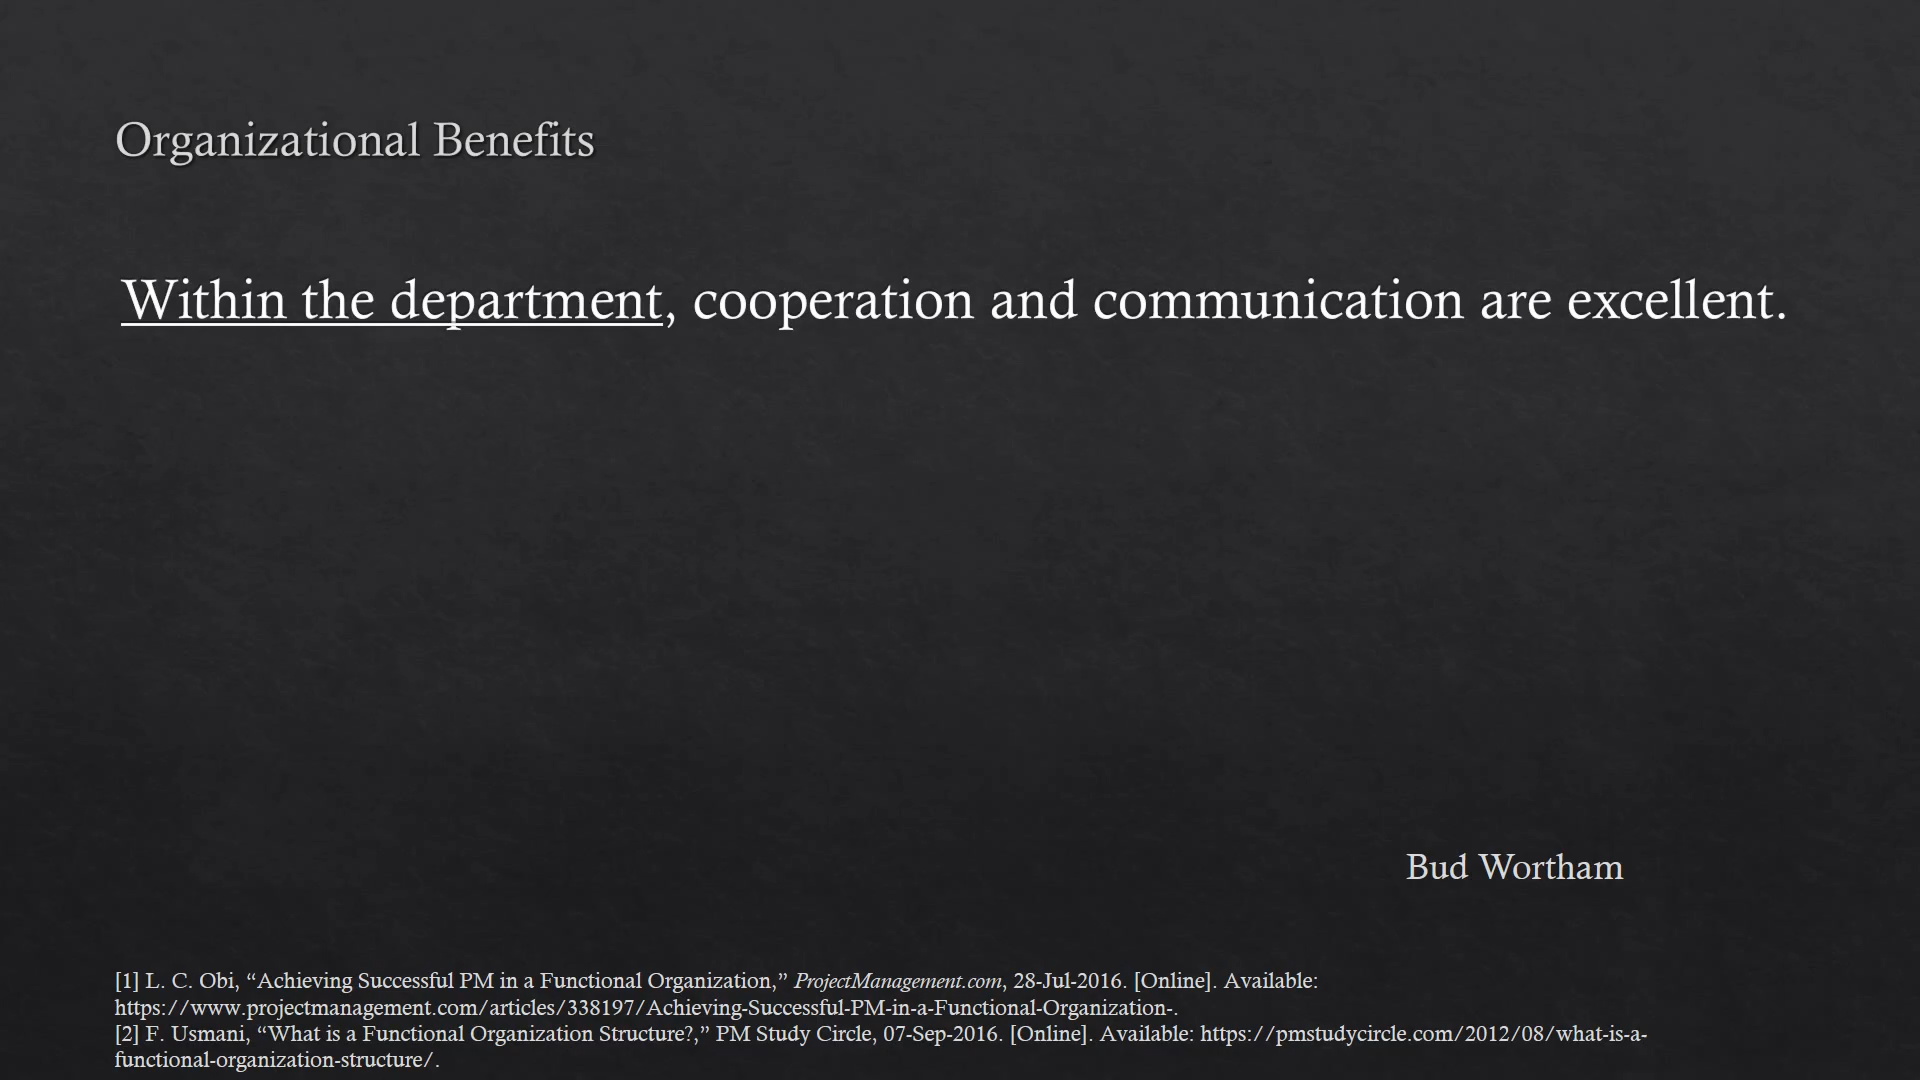 Organizational Benefits
Within the department, cooperation and communication are excellent.
Bud Wortham
[1] L. C. Obi, “Achieving Successful PM in a Functional Organization,” ProjectManagement.com, 28-Jul-2016. [Online]. Available:
https://www.projectmanagement.com/articles/338197/Achieving-Successful-PM-in-a-Functional-Organization-.
[2] F. Usmani, “What is a Functional Organization Structure?,” PM Study Circle, 07-Sep-2016. [Online]. Available: https://pmstudycircle.com/2012/08/what-is-a-
functional-organization-structure/.